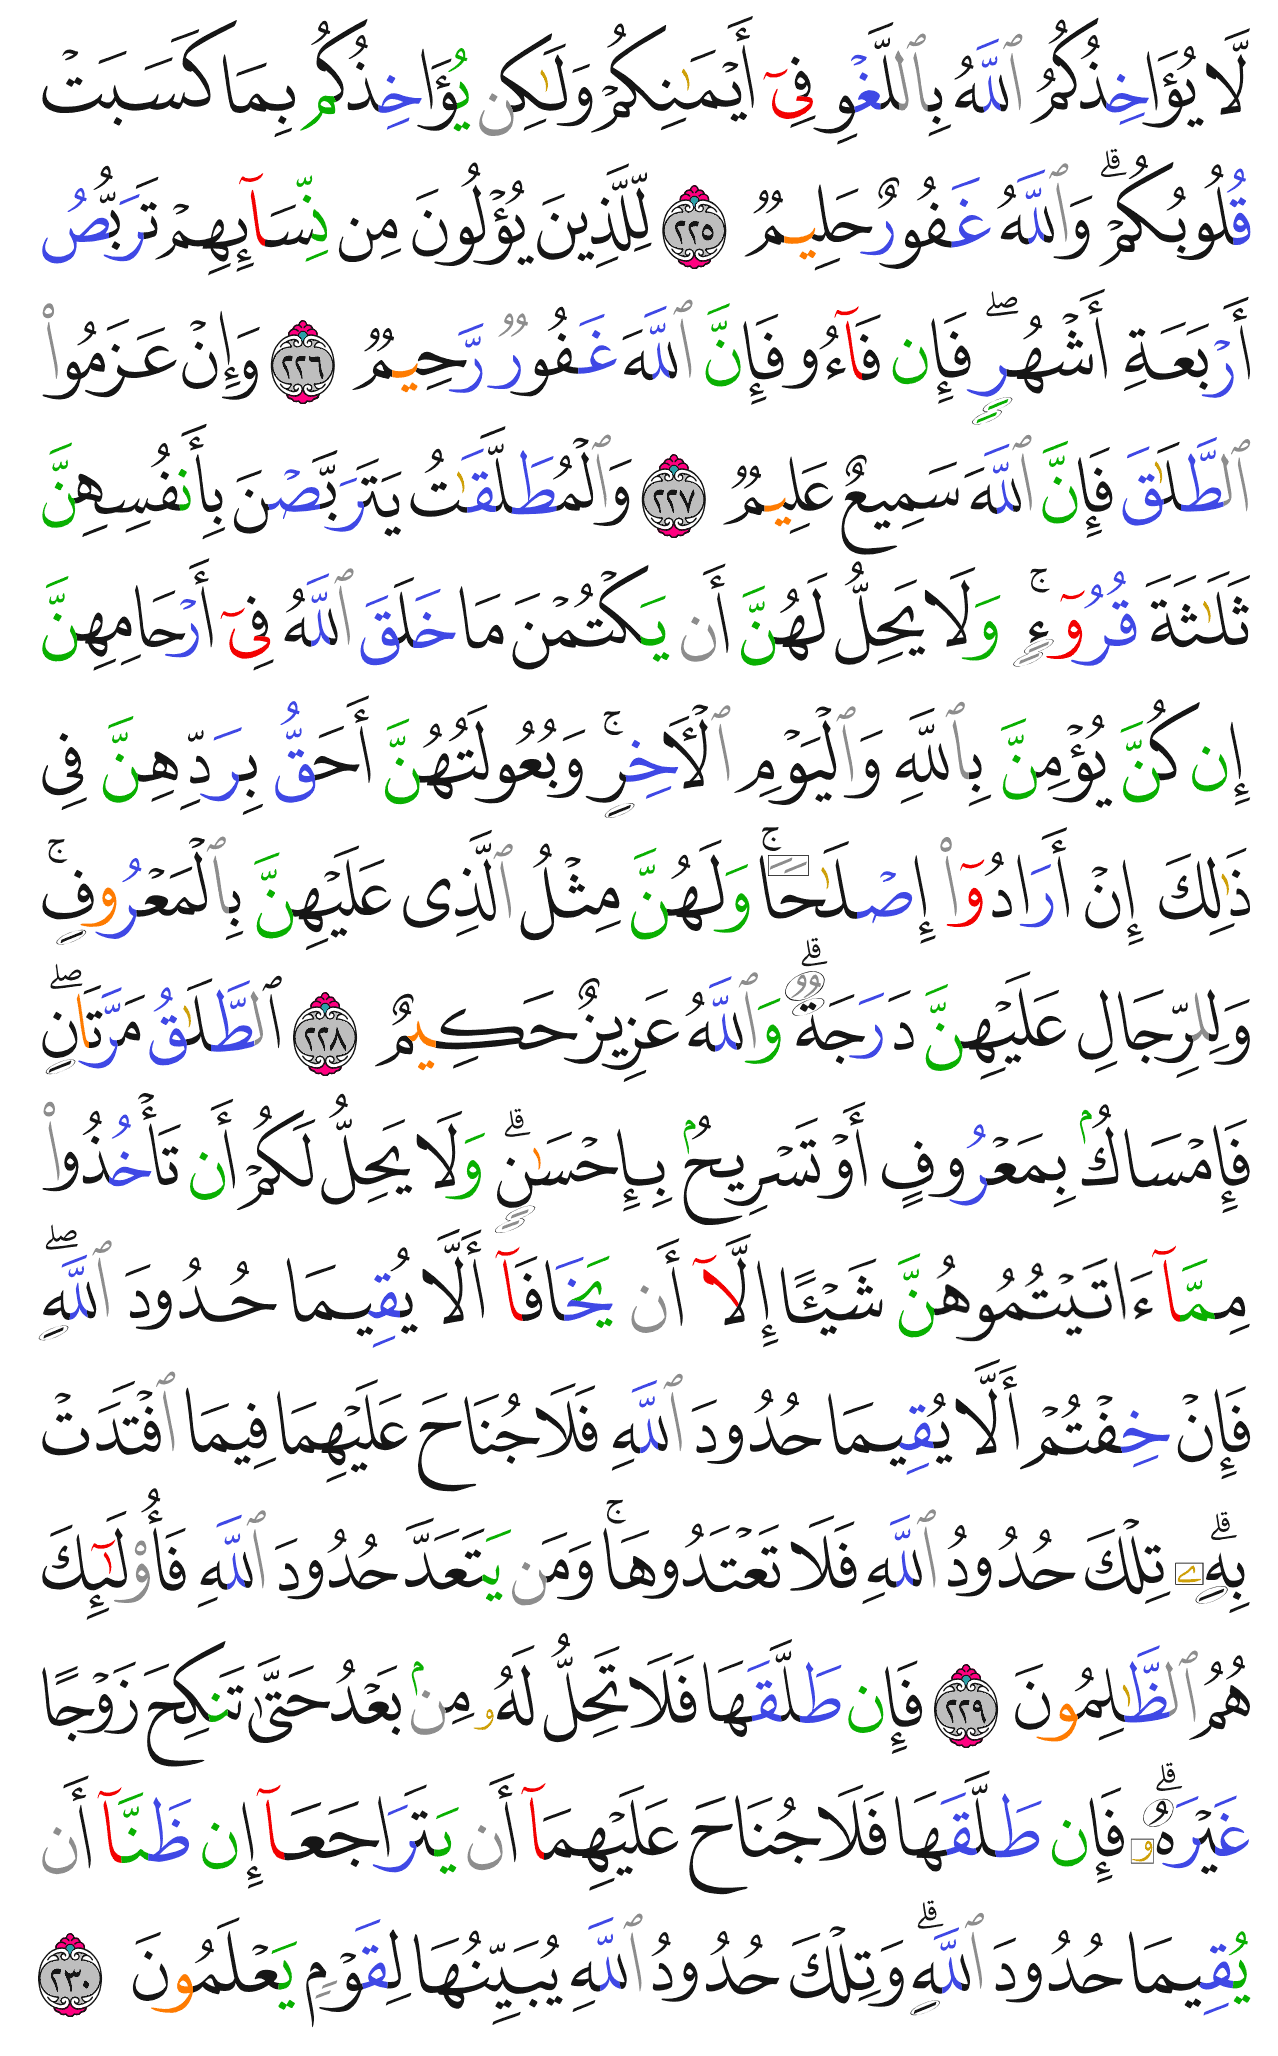 لَّا يُؤَاخِذُكُمُ ٱللَّهُ بِٱللَّغْوِ فِىٓ أَيْمَـٰنِكُمْ وَلَـٰكِن يُؤَاخِذُكُم بِمَا كَسَبَتْ
قُلُوبُكُمْ ۗ وَٱللَّهُ غَفُورٌ حَلِيمٌ ٢٢٥ لِّلَّذِينَ يُؤْلُونَ مِن نِّسَآئِهِمْ تَرَبُّصُ
أَرْبَعَةِ أَشْهُرٍ ۖ فَإِن فَآءُو فَإِنَّ ٱللَّهَ غَفُورٌ رَّحِيمٌ ٢٢٦ وَإِنْ عَزَمُوا۟
ٱلطَّلَـٰقَ فَإِنَّ ٱللَّهَ سَمِيعٌ عَلِيمٌ ٢٢٧ وَٱلْمُطَلَّقَـٰتُ يَتَرَبَّصْنَ بِأَنفُسِهِنَّ
ثَلَـٰثَةَ قُرُوٓءٍ ۚ وَلَا يَحِلُّ لَهُنَّ أَن يَكْتُمْنَ مَا خَلَقَ ٱللَّهُ فِىٓ أَرْحَامِهِنَّ
إِن كُنَّ يُؤْمِنَّ بِٱللَّهِ وَٱلْيَوْمِ ٱلْـَٔاخِرِ ۚ وَبُعُولَتُهُنَّ أَحَقُّ بِرَدِّهِنَّ فِى
ذَٰلِكَ إِنْ أَرَادُوٓا۟ إِصْلَـٰحًا ۚ وَلَهُنَّ مِثْلُ ٱلَّذِى عَلَيْهِنَّ بِٱلْمَعْرُوفِ ۚ
وَلِلرِّجَالِ عَلَيْهِنَّ دَرَجَةٌ ۗ وَٱللَّهُ عَزِيزٌ حَكِيمٌ ٢٢٨ ٱلطَّلَـٰقُ مَرَّتَانِ ۖ
فَإِمْسَاكٌۢ بِمَعْرُوفٍ أَوْ تَسْرِيحٌۢ بِإِحْسَـٰنٍ ۗ وَلَا يَحِلُّ لَكُمْ أَن تَأْخُذُوا۟
مِمَّآ ءَاتَيْتُمُوهُنَّ شَيْـًٔا إِلَّآ أَن يَخَافَآ أَلَّا يُقِيمَا حُدُودَ ٱللَّهِ ۖ
فَإِنْ خِفْتُمْ أَلَّا يُقِيمَا حُدُودَ ٱللَّهِ فَلَا جُنَاحَ عَلَيْهِمَا فِيمَا ٱفْتَدَتْ
بِهِۦ ۗ تِلْكَ حُدُودُ ٱللَّهِ فَلَا تَعْتَدُوهَا ۚ وَمَن يَتَعَدَّ حُدُودَ ٱللَّهِ فَأُو۟لَـٰٓئِكَ
هُمُ ٱلظَّـٰلِمُونَ ٢٢٩ فَإِن طَلَّقَهَا فَلَا تَحِلُّ لَهُۥ مِنۢ بَعْدُ حَتَّىٰ تَنكِحَ زَوْجًا
غَيْرَهُۥ ۗ فَإِن طَلَّقَهَا فَلَا جُنَاحَ عَلَيْهِمَآ أَن يَتَرَاجَعَآ إِن ظَنَّآ أَن
يُقِيمَا حُدُودَ ٱللَّهِ ۗ وَتِلْكَ حُدُودُ ٱللَّهِ يُبَيِّنُهَا لِقَوْمٍ يَعْلَمُونَ ٢٣٠